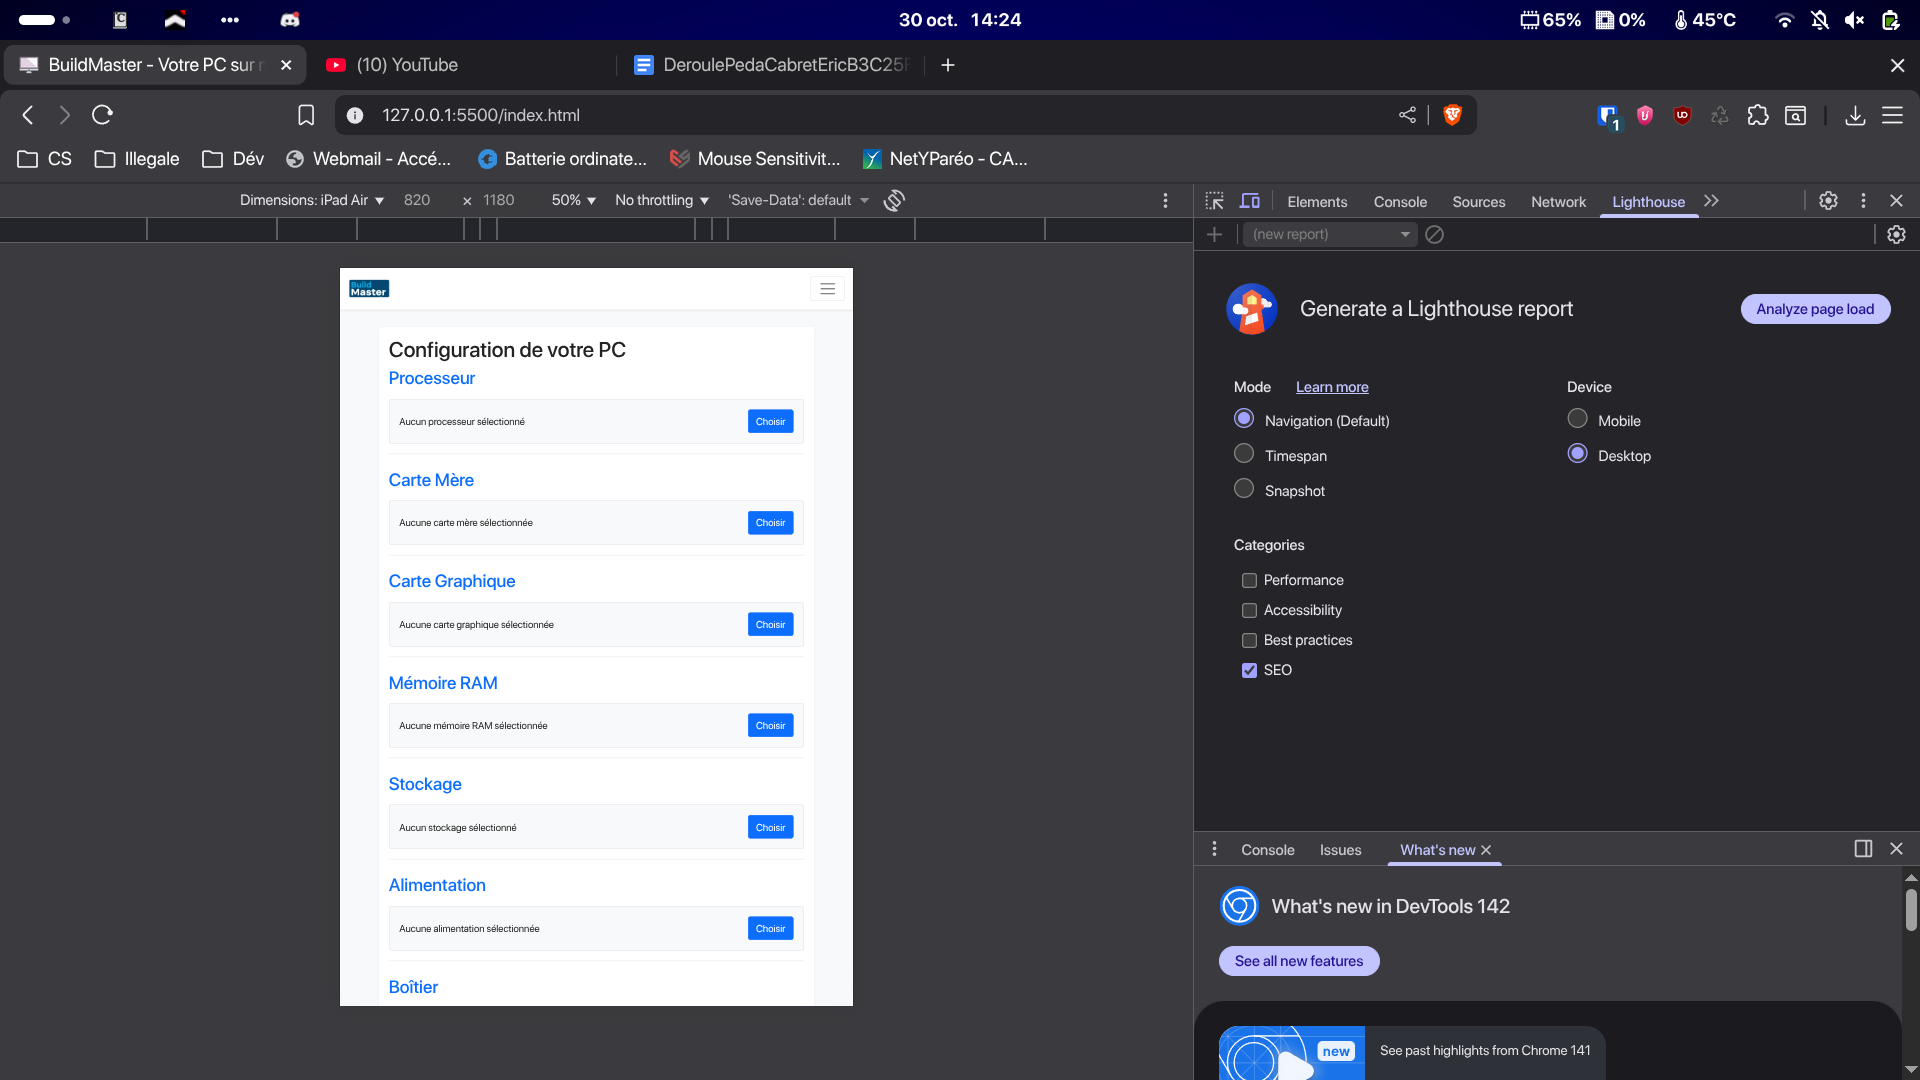 30 oct. 14:24
65% 0% 45°C
BuildMaster - Votre PC sur
(10) YouTube
DeroulePedaCabretEricB3C25
127.0.0.1:5500/index.html
1
CS
Illegale
Dév
Webmail - Accé...
Batterie ordinate...
Mouse Sensitivit...
NetYParéo - CA...
Dimensions: iPad Air 820 × 1180 50% No throttling 'Save-Data': default
Elements Console Sources Network Lighthouse
(new report)
Build
Master
Configuration de votre PC
Processeur
Aucun processeur sélectionné Choisir
Carte Mère
Aucune carte mère sélectionnée Choisir
Carte Graphique
Aucune carte graphique sélectionnée Choisir
Mémoire RAM
Aucune mémoire RAM sélectionnée Choisir
Stockage
Aucun stockage sélectionné Choisir
Alimentation
Aucune alimentation sélectionnée Choisir
Boîtier
Generate a Lighthouse report
Analyze page load
Mode Learn more
Navigation (Default)
Timespan
Snapshot
Device
Mobile
Desktop
Categories
Performance
Accessibility
Best practices
SEO
Console Issues What's new
What's new in DevTools 142
See all new features
new
See past highlights from Chrome 141